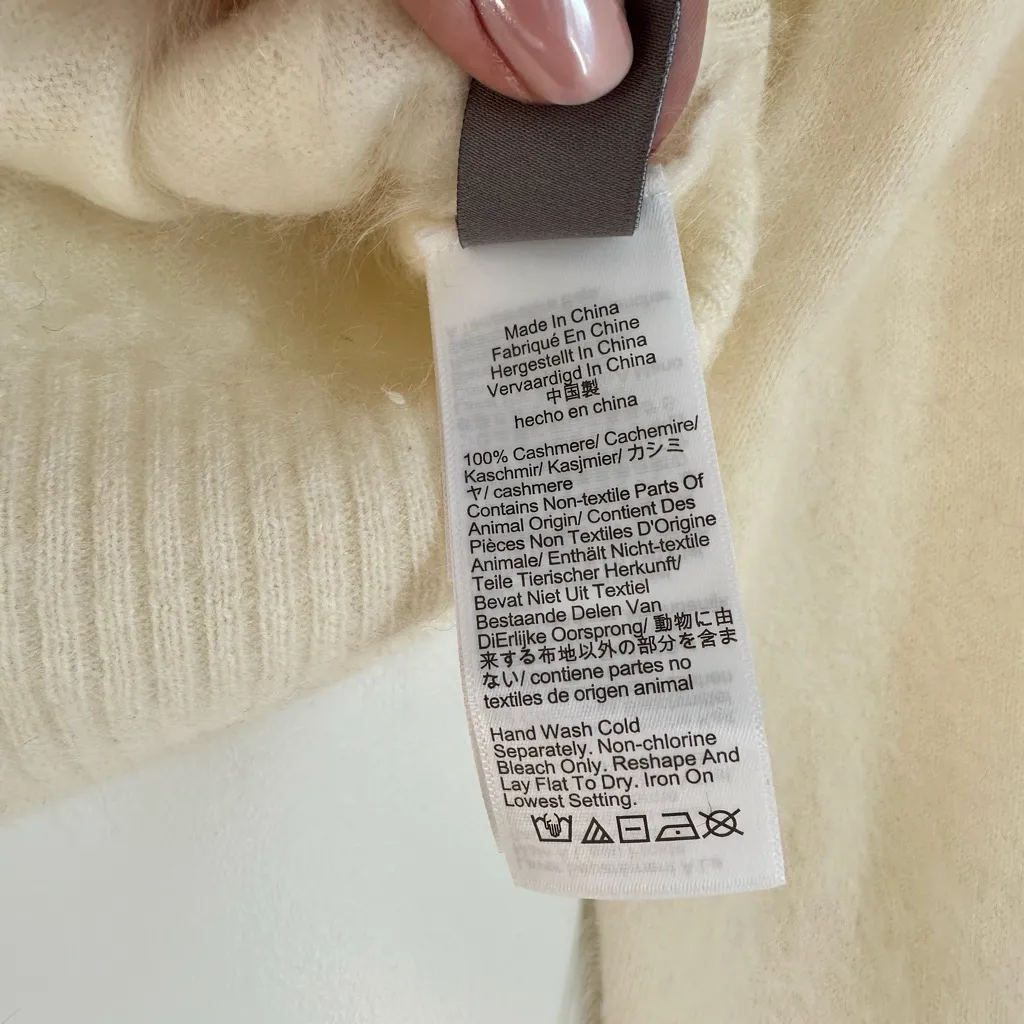 Made In China
Fabriqué En Chine
Hergestellt In China
Vervaardigd In China
中国製
hecho en china
100% Cashmere/ Cachemire/
Kaschmir/ Kasjmier/ カシミ
ヤ/ cashmere
Contains Non-textile Parts Of
Animal Origin/ Contient Des
Pièces Non Textiles D'Origine
Animale/ Enthält Nicht-textile
Teile Tierischer Herkunft/
Bevat Niet Uit Textiel
Bestaande Delen Van
DiErlijke Oorsprong/ 動物に由
来する布地以外の部分を含ま
ない/ contiene partes no
textiles de origen animal
Hand Wash Cold
Separately. Non-chlorine
Bleach Only. Reshape And
Lay Flat To Dry. Iron On
Lowest Setting.